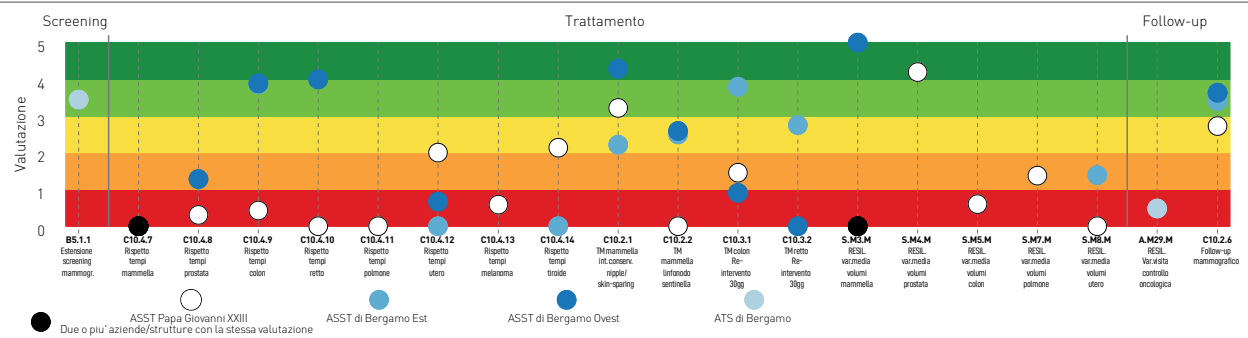 Screening
Trattamento
Follow-up
Valutazione
5
4
3
2
1
0
B5.1.1
Estensione
screening
mammogr.
C10.4.7
Rispetto
tempi
mammella
C10.4.8
Rispetto
tempi
prostata
C10.4.9
Rispetto
tempi
colon
C10.4.10
Rispetto
tempi
retto
C10.4.11
Rispetto
tempi
polmone
C10.4.12
Rispetto
tempi
utero
C10.4.13
Rispetto
tempi
melanoma
C10.4.14
Rispetto
tempi
tiroide
C10.2.1
TM mammella
int.conserv.
nipple/
skin-sparing
C10.2.2
TM
mammella
linfonodo
sentinella
C10.3.1
TM colon
Re-
intervento
30gg
C10.3.2
TM retto
Re-
intervento
30gg
S.M3.M
RESIL.
var.media
volumi
mammella
S.M4.M
RESIL.
var.media
volumi
prostata
S.M5.M
RESIL.
var.media
volumi
colon
S.M7.M
RESIL.
var.media
volumi
polmone
S.M8.M
RESIL.
var.media
volumi
utero
A.M29.M
RESIL.
Var.visita
controllo
oncologica
C10.2.6
Follow-up
mammografico
ASST Papa Giovanni XXIII
ASST di Bergamo Est
ASST di Bergamo Ovest
ATS di Bergamo
Due o piu' aziende/strutture con la stessa valutazione